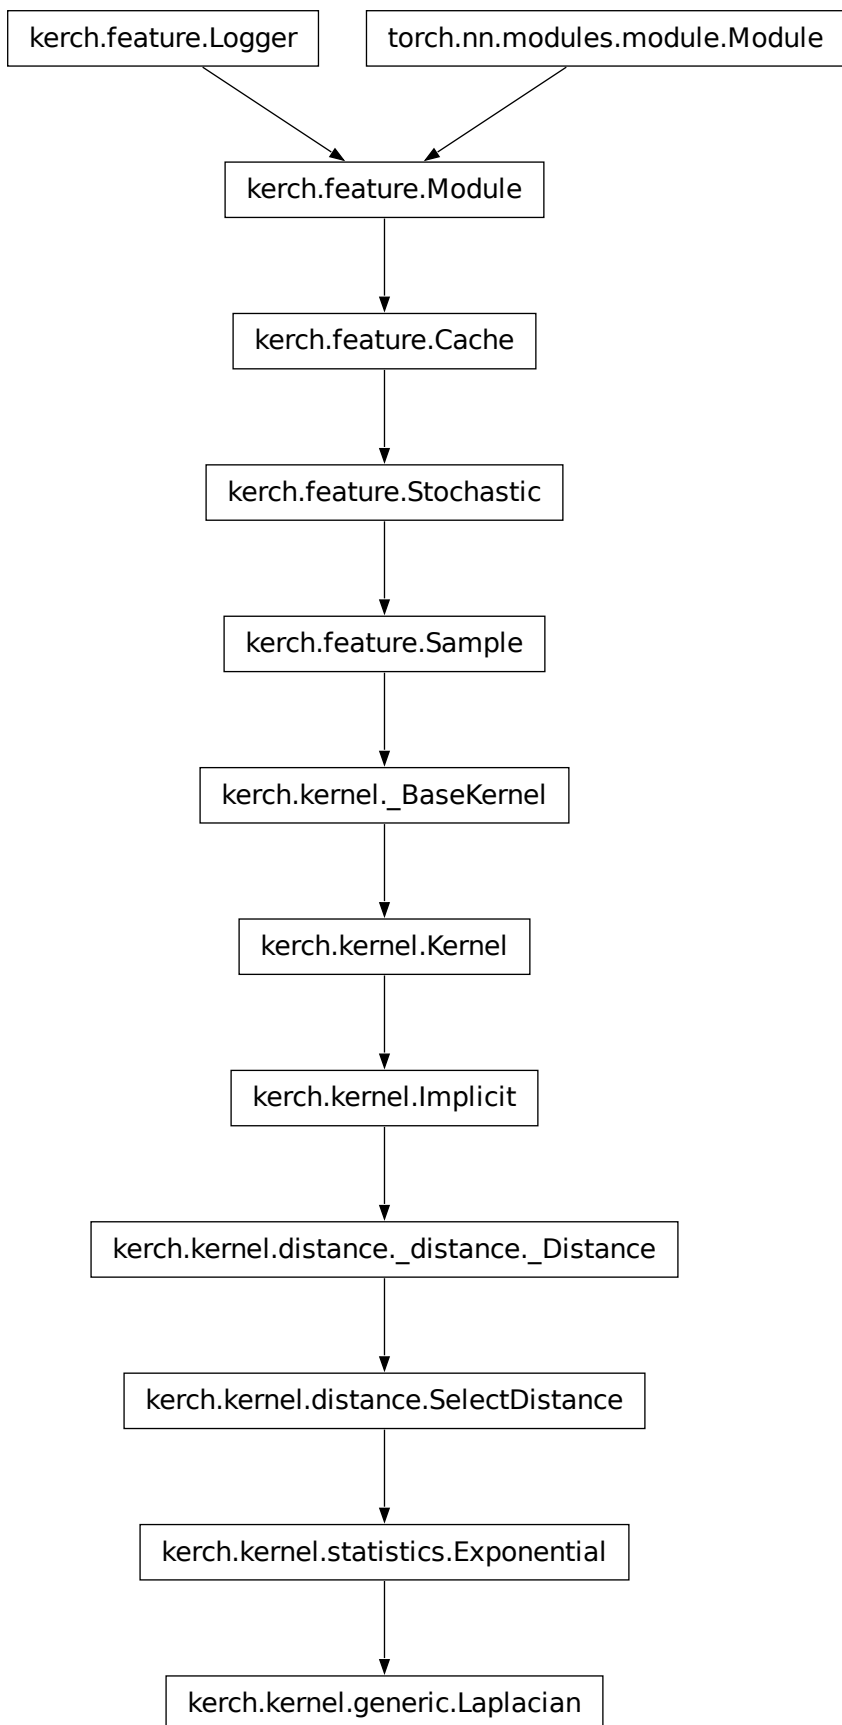 kerch.feature.Logger
torch.nn.modules.module.Module
kerch.feature.Module
kerch.feature.Cache
kerch.feature.Stochastic
kerch.feature.Sample
kerch.kernel._BaseKernel
kerch.kernel.Kernel
kerch.kernel.Implicit
kerch.kernel.distance._distance._Distance
kerch.kernel.distance.SelectDistance
kerch.kernel.statistics.Exponential
kerch.kernel.generic.Laplacian